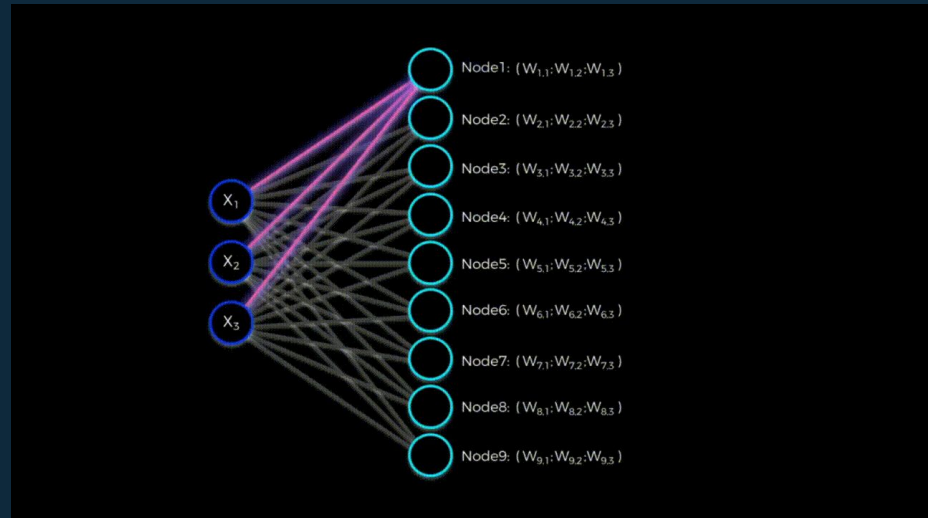 Node1: (W1,1;W1,2;W1,3 )
Node2: (W2,1;W2,2;W2,3 )
Node3: (W3,1;W3,2;W3,3 )
X1
Node4: (W4,1;W4,2;W4,3 )
X2
Node5: (W5,1;W5,2;W5,3 )
Node6: (W6,1;W6,2;W6,3 )
X3
Node7: (W7,1;W7,2;W7,3 )
Node8: (W8,1;W8,2;W8,3 )
Node9: (W9,1;W9,2;W9,3 )